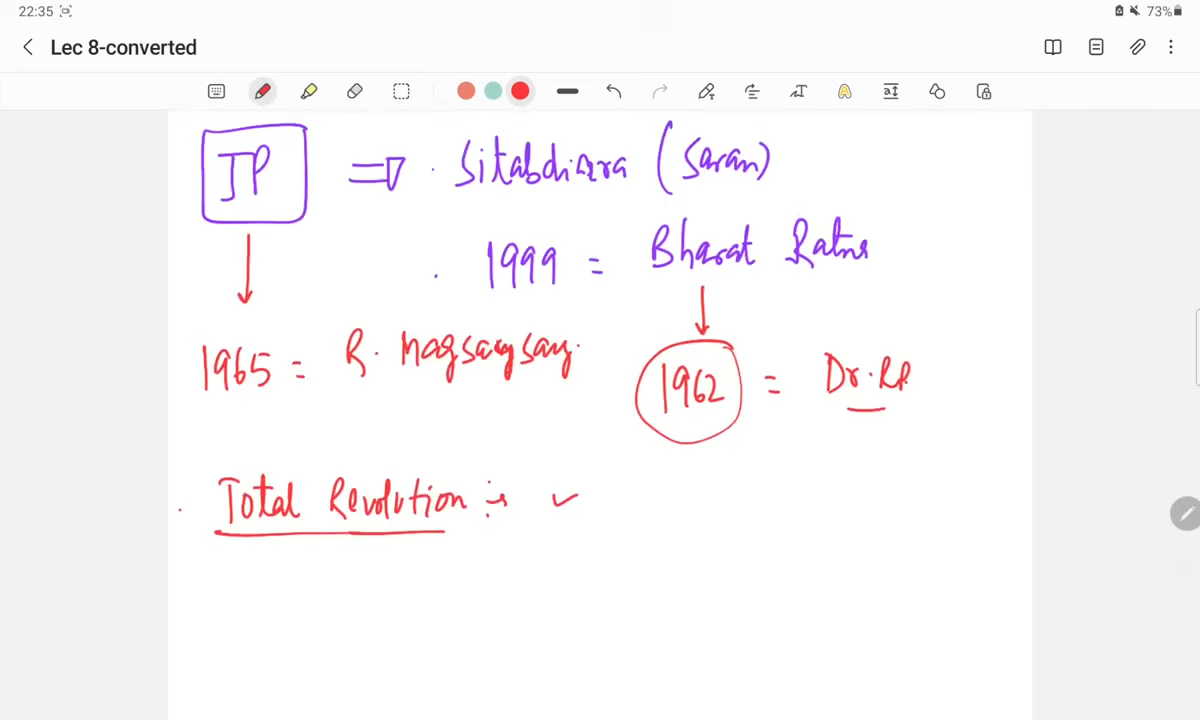 22:35 73%
Lec 8-converted
JP ⇒ Sitabdiara (Saran)
1999 = Bharat Ratna
1965 = R. Magsaysay.
1962 = Dr. RP
Total Revolution :-